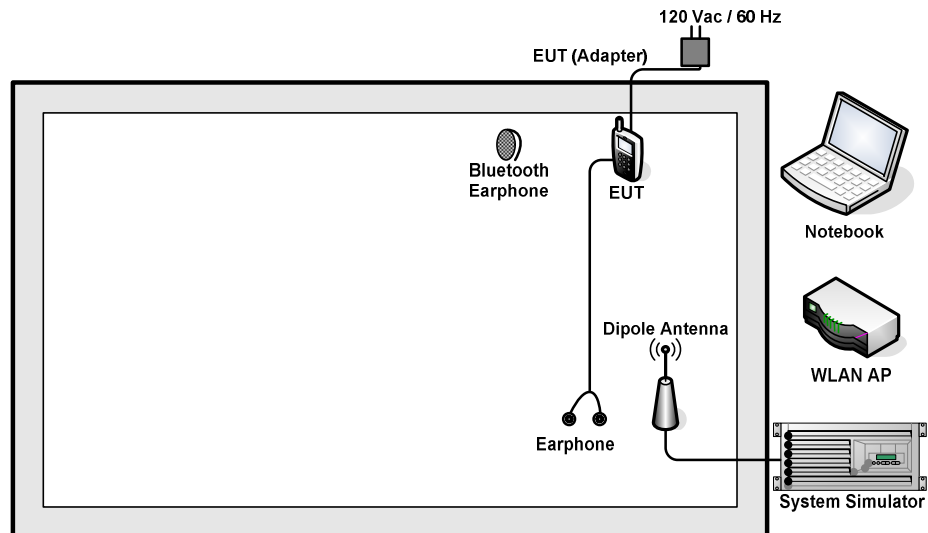 120 Vac / 60 Hz
EUT (Adapter)
Bluetooth
Earphone
EUT
Notebook
Dipole Antenna
WLAN AP
Earphone
System Simulator